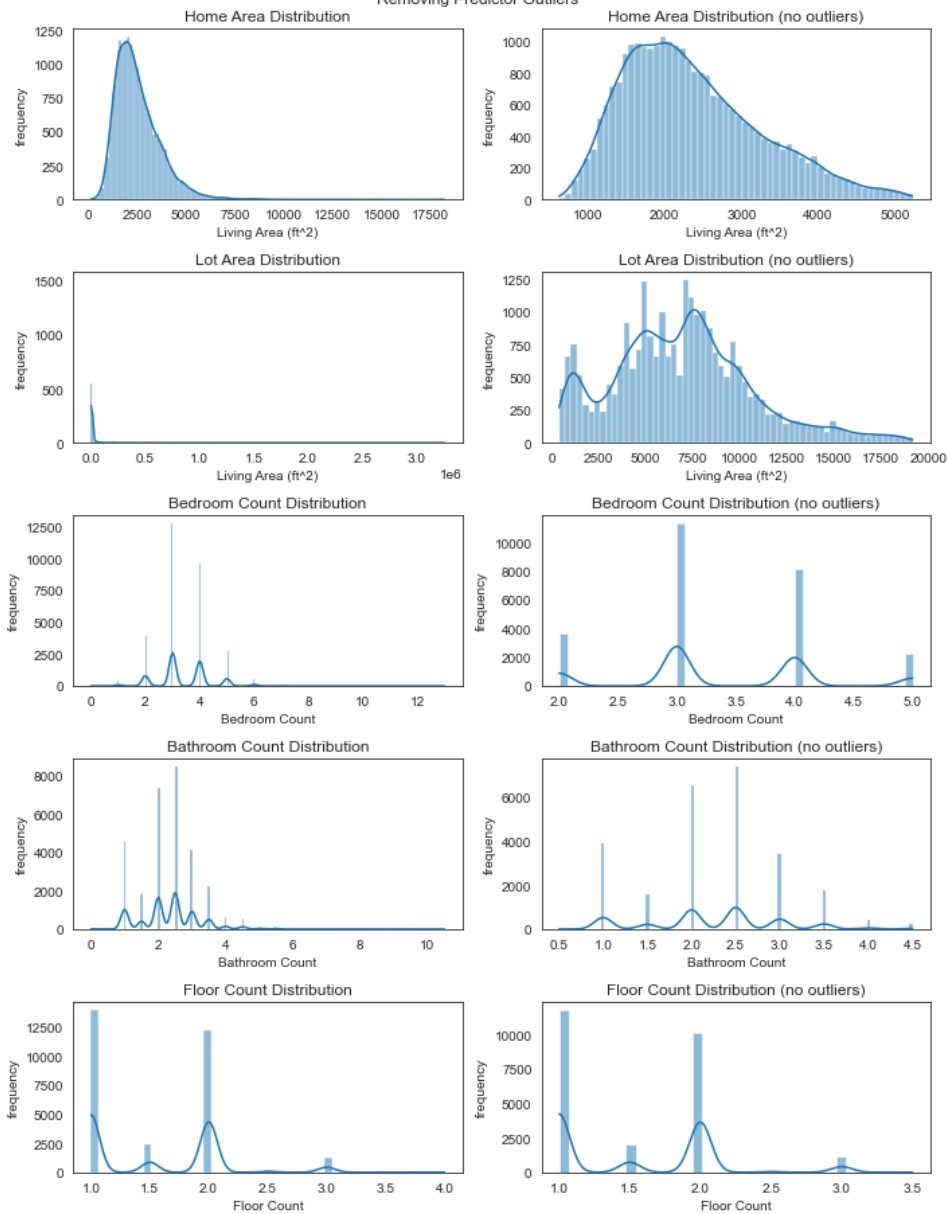 Removing Predictor Outliers
Home Area Distribution
1250
1000
750
500
250
0
frequency
0 2500 5000 7500 10000 12500 15000 17500
Living Area (ft^2)
Home Area Distribution (no outliers)
1000
800
600
400
200
0
frequency
1000 2000 3000 4000 5000
Living Area (ft^2)
Lot Area Distribution
1500
1000
500
0
frequency
0.0 0.5 1.0 1.5 2.0 2.5 3.0
1e6
Living Area (ft^2)
Lot Area Distribution (no outliers)
1250
1000
750
500
250
0
frequency
0 2500 5000 7500 10000 12500 15000 17500 20000
Living Area (ft^2)
Bedroom Count Distribution
12500
10000
7500
5000
2500
0
frequency
0 2 4 6 8 10 12
Bedroom Count
Bedroom Count Distribution (no outliers)
10000
8000
6000
4000
2000
0
frequency
2.0 2.5 3.0 3.5 4.0 4.5 5.0
Bedroom Count
Bathroom Count Distribution
8000
6000
4000
2000
0
frequency
0 2 4 6 8 10
Bathroom Count
Bathroom Count Distribution (no outliers)
6000
4000
2000
0
frequency
0.5 1.0 1.5 2.0 2.5 3.0 3.5 4.0 4.5
Bathroom Count
Floor Count Distribution
12500
10000
7500
5000
2500
0
frequency
1.0 1.5 2.0 2.5 3.0 3.5 4.0
Floor Count
Floor Count Distribution (no outliers)
10000
7500
5000
2500
0
frequency
1.0 1.5 2.0 2.5 3.0 3.5
Floor Count